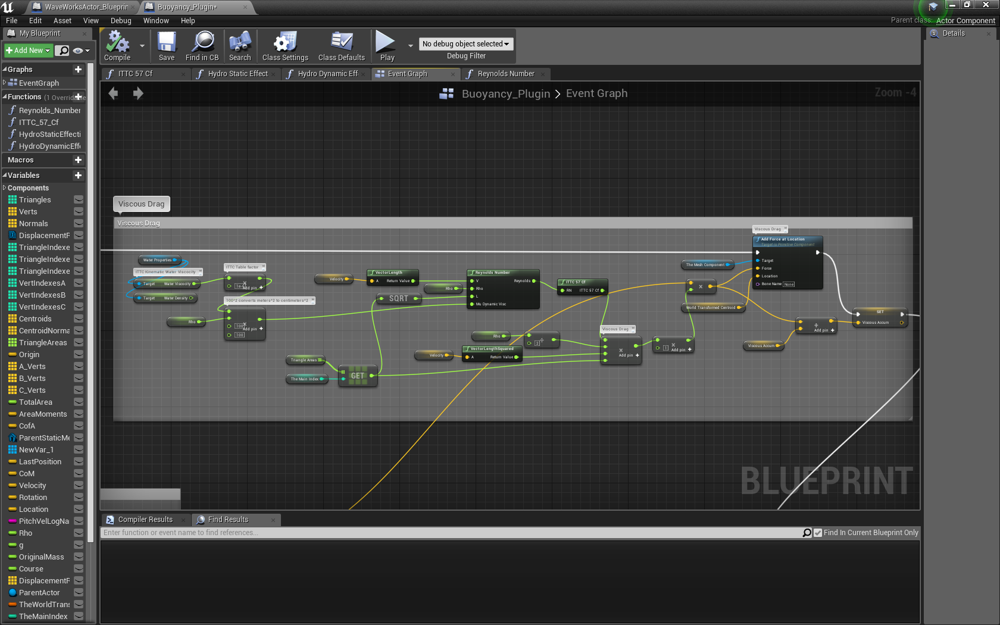 WaveWorksActor_Blueprin
Buoyancy_Plugin*
File Edit Asset View Debug Window Help
Parent class: Actor Component
My Blueprint
Add New
Compile
Save
Find in CB
Search
Class Settings
Class Defaults
Play
No debug object selected
Debug Filter
Details
Graphs
EventGraph
Functions (1 Overridable
Reynolds_Number
ITTC_57_Cf
HydroStaticEffecti
HydroDynamicEffe
Macros
Variables
Components
Triangles
Verts
Normals
DisplacementF
TriangleIndexe
TriangleIndexe
TriangleIndexe
VertIndexesA
VertIndexesB
VertIndexesC
Centroids
CentroidNorma
TriangleAreas
Origin
A_Verts
B_Verts
C_Verts
TotalArea
AreaMoments
CofA
ParentStaticMe
NewVar_1
LastPosition
CoM
Velocity
Rotation
Location
PitchVelLogNa
Rho
g
OriginalMass
Course
DisplacementF
ParentActor
TheWorldTrans
TheMainIndex
ITTC 57 Cf
Hydro Static Effect
Hydro Dynamic Eff
Event Graph
Reynolds Number
Buoyancy_Plugin > Event Graph
Zoom -4
Viscous Drag
Viscous Drag
Water Properties
ITTC Kinematic Water Viscocity
Target Water Viscosity
Target Water Density
ITTC Table factor
Add pin +
100^2 converts meters^2 to centimeters^2
Rho
100
100
Add pin +
Velocity
VectorLength
A Return Value
Rho
SQRT
Reynolds Number
V Reynolds
Rho
L
Mu Dynamic Visc
ITTC 57 Cf
RN ITTC 57 Cf
Triangle Areas
The Main Index
GET
Rho
2
Velocity
VectorLengthSquared
A Return Value
Viscous Drag
Add pin +
1
Add pin +
Viscous Drag
Add Force at Location
Target is Primitive Component
Target
Force
Location
Bone Name None
The Mesh Component
World Transformed Centroid
Viscous Accum
Add pin +
SET
Viscous Accum
BLUEPRINT
Compiler Results
Find Results
Enter function or event name to find references...
Find In Current Blueprint Only